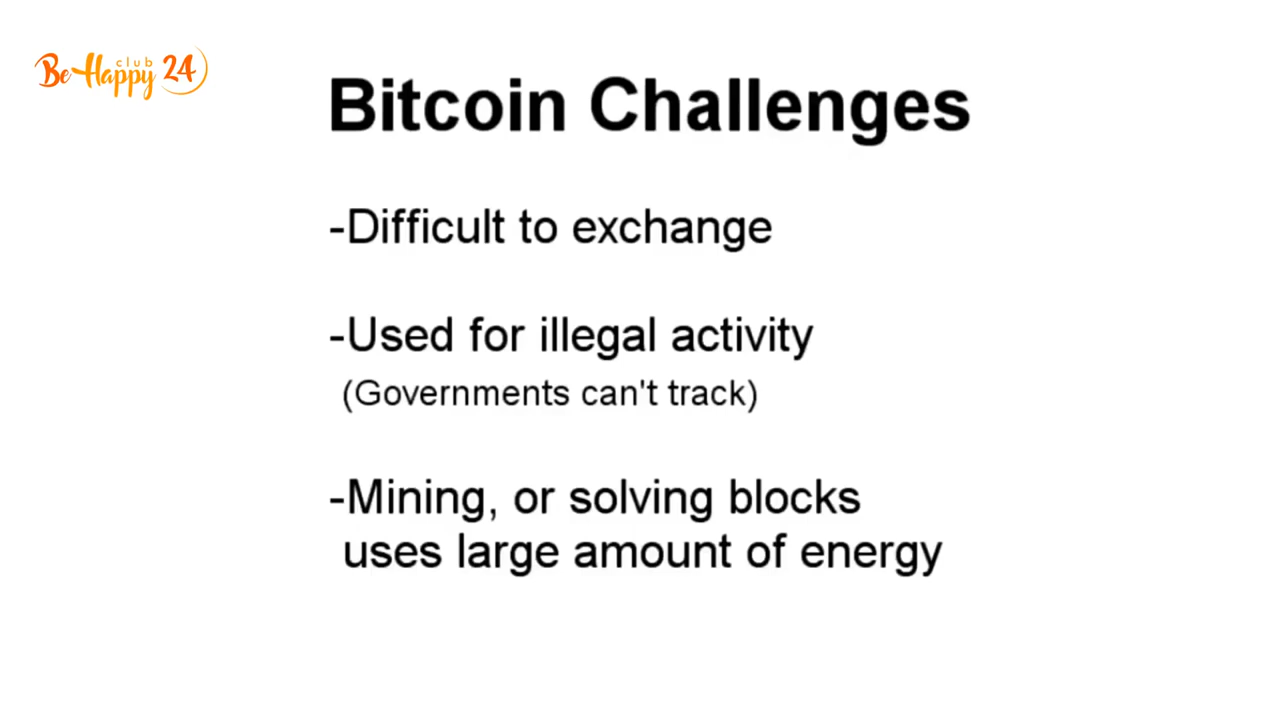 club
Be Happy 24
Bitcoin Challenges
-Difficult to exchange
-Used for illegal activity
(Governments can't track)
-Mining, or solving blocks
uses large amount of energy